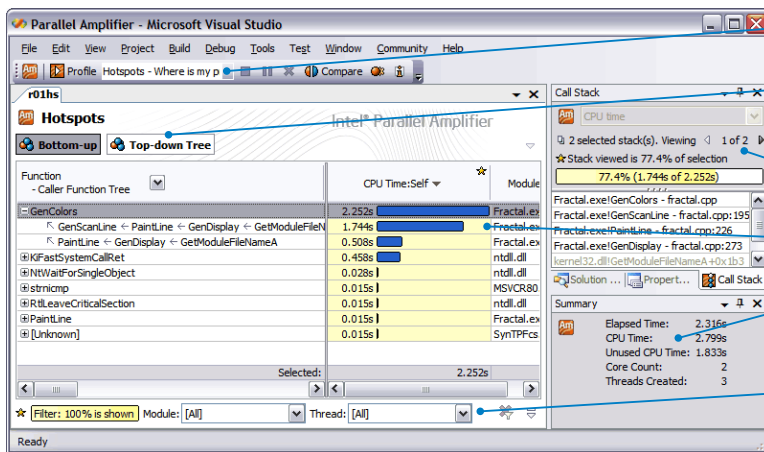 Parallel Amplifier - Microsoft Visual Studio
File Edit View Project Build Debug Tools Test Window Community Help
Am Profile Hotspots - Where is my p Compare
r01hs
Am Hotspots Intel® Parallel Amplifier
Bottom-up Top-down Tree
Function
- Caller Function Tree
CPU Time:Self Module
GenColors 2.252s Fractal.ex
GenScanLine ← PaintLine ← GenDisplay ← GetModuleFileN 1.744s Fractal.ex
PaintLine ← GenDisplay ← GetModuleFileNameA 0.508s Fractal.ex
KiFastSystemCallRet 0.458s ntdll.dll
NtWaitForSingleObject 0.028s ntdll.dll
strnicmp 0.015s MSVCR80.
RtlLeaveCriticalSection 0.015s ntdll.dll
PaintLine 0.015s Fractal.ex
[Unknown] 0.015s SynTPFcs
Selected: 2.252s
Filter: 100% is shown Module: [All] Thread: [All]
Ready
Call Stack
Am CPU time
2 selected stack(s). Viewing 1 of 2
Stack viewed is 77.4% of selection
77.4% (1.744s of 2.252s)
Fractal.exe!GenColors - fractal.cpp
Fractal.exe!GenScanLine - fractal.cpp:195
Fractal.exe!PaintLine - fractal.cpp:226
Fractal.exe!GenDisplay - fractal.cpp:273
kernel32.dll!GetModuleFileNameA+0x1b3
Solution ... Propert... Call Stack
Summary
Am Elapsed Time: 2.316s
CPU Time: 2.799s
Unused CPU Time: 1.833s
Core Count: 2
Threads Created: 3